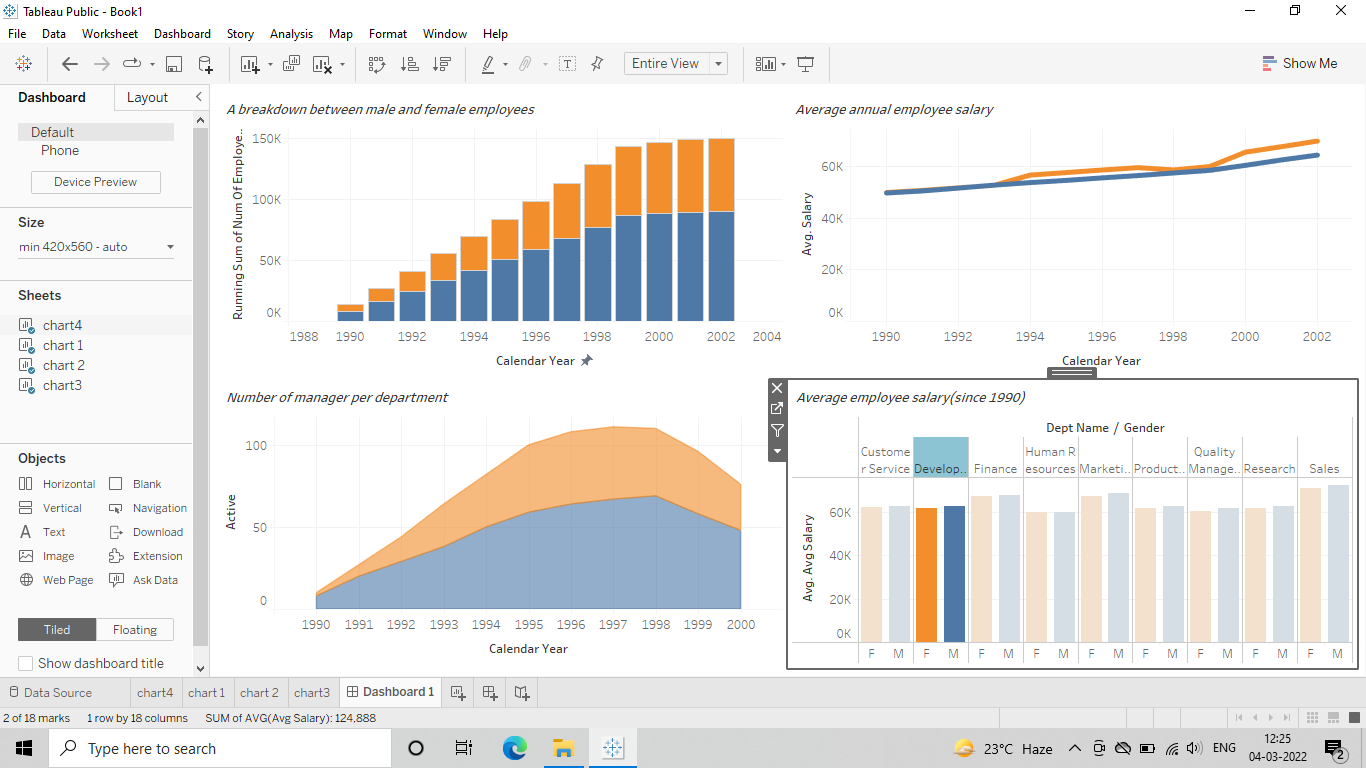 Tableau Public - Book1
File Data Worksheet Dashboard Story Analysis Map Format Window Help
Entire View
Show Me
Dashboard Layout
Default
Phone
Device Preview
Size
min 420x560 - auto
Sheets
chart4
chart 1
chart 2
chart3
Objects
Horizontal Blank
Vertical Navigation
Text Download
Image Extension
Web Page Ask Data
Tiled Floating
Show dashboard title
A breakdown between male and female employees
Running Sum of Num Of Employe..
150K
100K
50K
0K
1988 1990 1992 1994 1996 1998 2000 2002 2004
Calendar Year
Average annual employee salary
Avg. Salary
60K
40K
20K
0K
1990 1992 1994 1996 1998 2000 2002
Calendar Year
Number of manager per department
Active
100
50
0
1990 1991 1992 1993 1994 1995 1996 1997 1998 1999 2000
Calendar Year
Average employee salary(since 1990)
Dept Name / Gender
Custome Human R Quality
r Service Develop.. Finance esources Marketi.. Product.. Manage.. Research Sales
Avg. Avg Salary
60K
40K
20K
0K
F M F M F M F M F M F M F M F M F M
Data Source chart4 chart 1 chart 2 chart3 Dashboard 1
2 of 18 marks 1 row by 18 columns SUM of AVG(Avg Salary): 124,888
Type here to search
23°C Haze ENG 12:25
04-03-2022 2